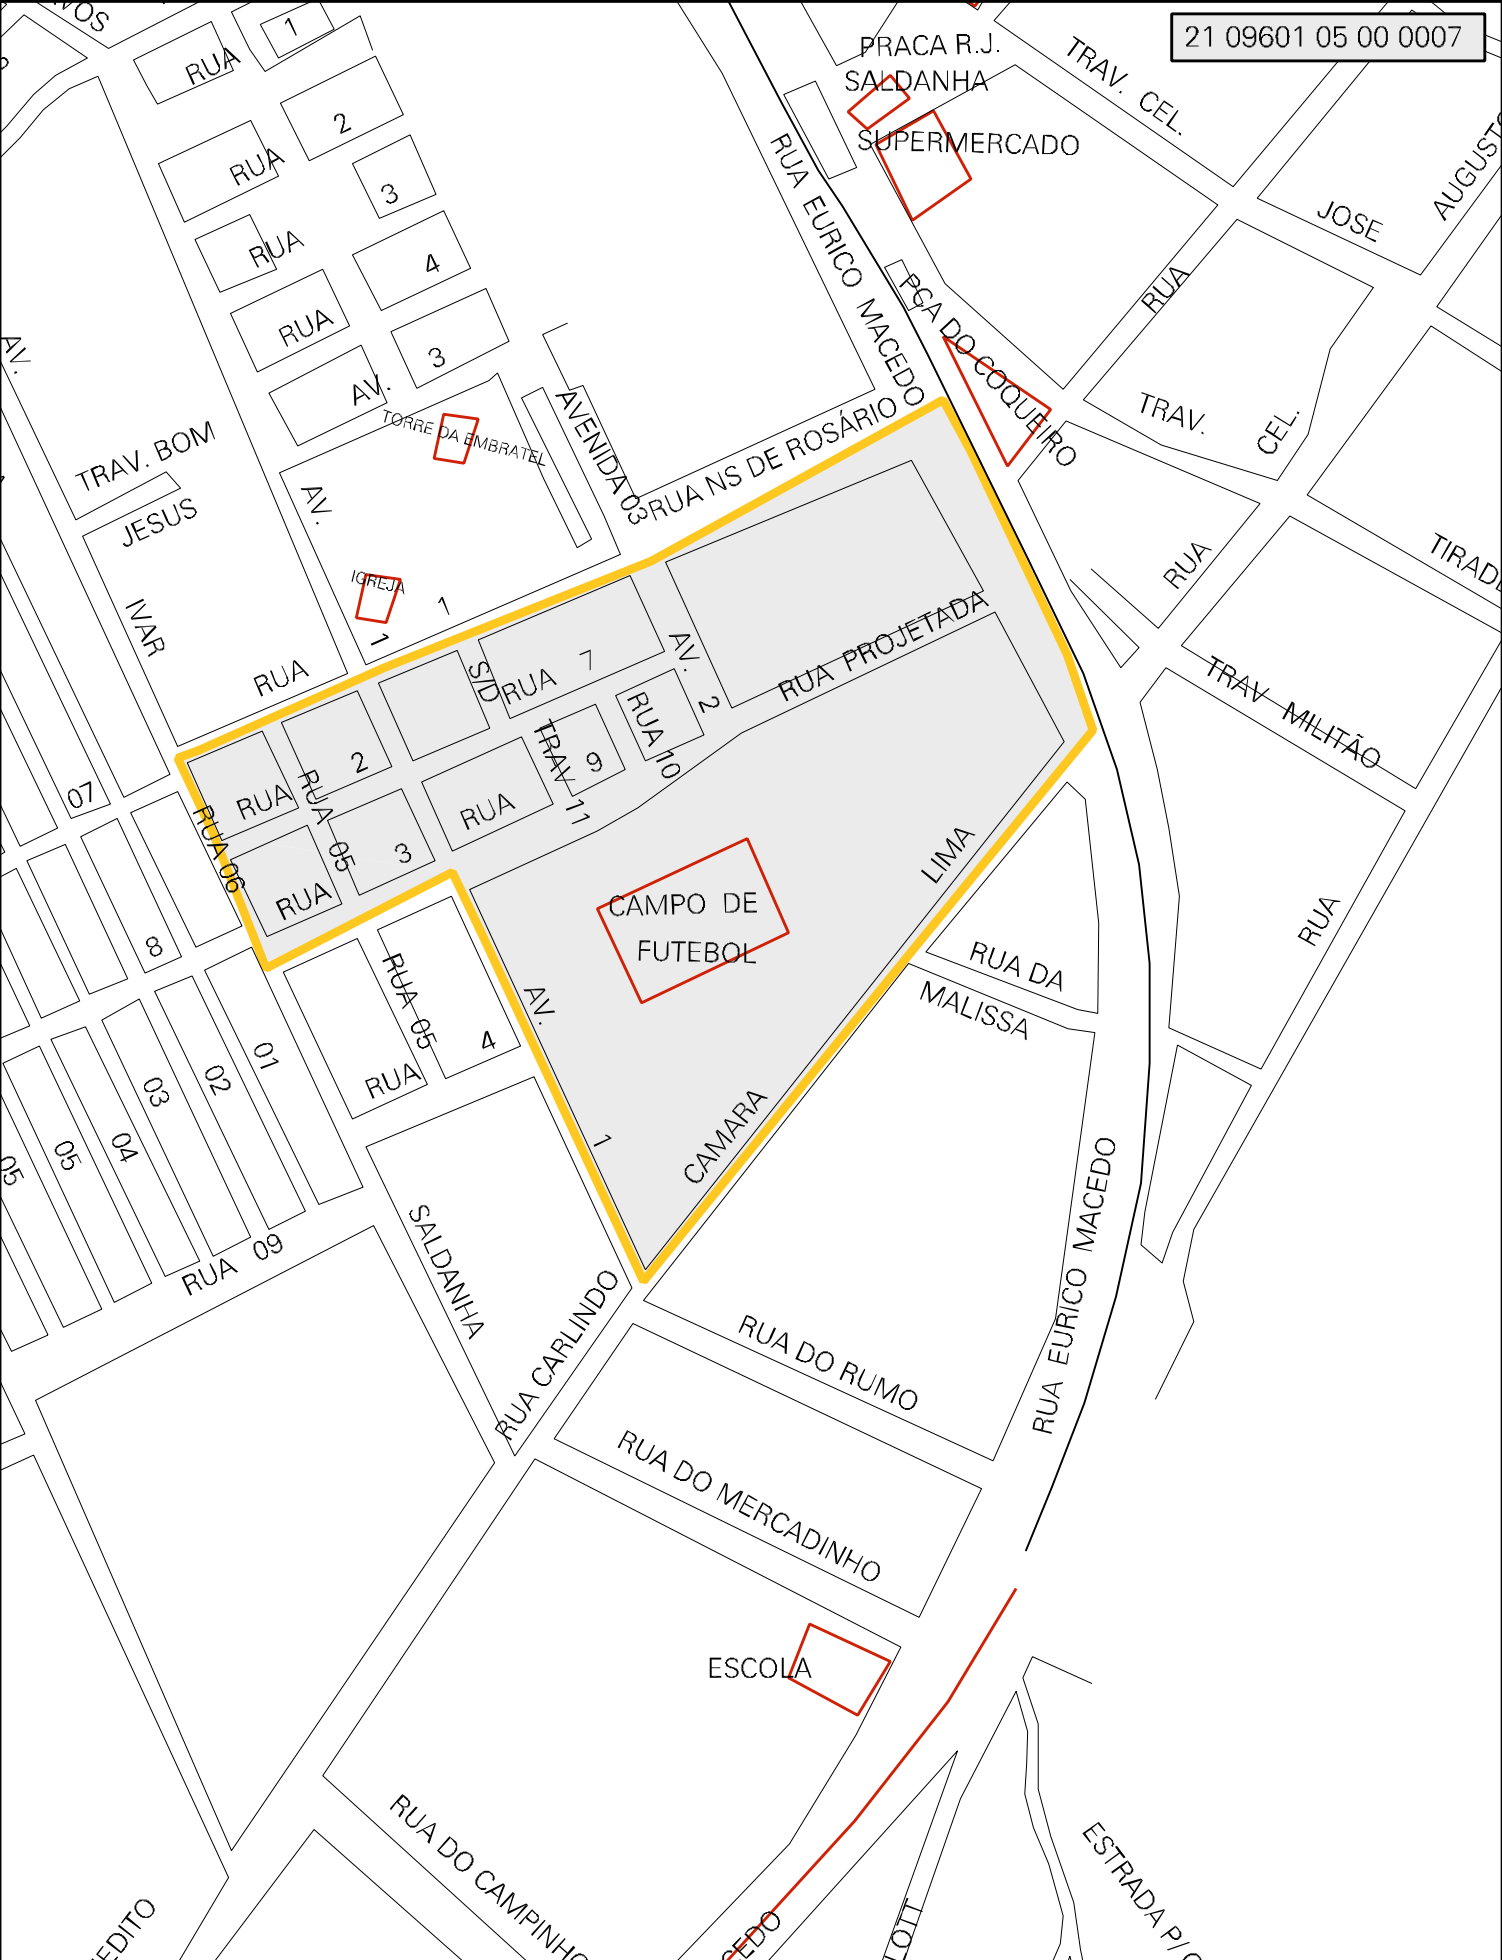 21 09601 05 00 0007
PRACA R.J.
SALDANHA
SUPERMERCADO
TRAV. CEL.
JOSE
RUA 1
RUA 2
RUA 3
RUA 4
RUA 3
AV.
AV.
RUA EURICO MACEDO
PCA DO COQUEIRO
RUA
TRAV.
CEL.
TORRE DA EMBRATEL
AVENIDA 03
RUA NS DE ROSÁRIO
TRAV. BOM
JESUS
AV. 1
IGREJA
IVAR
RUA 1
RUA
TRAV MILITÃO
RUA PROJETADA
AV. 2
S/D
RUA 7
RUA 10
TRAV 11
RUA 9
RUA 2
RUA 05
RUA 3
RUA 06
07
8
CAMPO DE
FUTEBOL
CAMARA LIMA
AV. 1
RUA 05
RUA 4
RUA DA
MALISSA
RUA
01
02
03
04
05
05
RUA 09
SALDANHA
RUA CARLINDO
RUA EURICO MACEDO
RUA DO RUMO
RUA DO MERCADINHO
ESCOLA
RUA DO CAMPINHO
ESTRADA P/